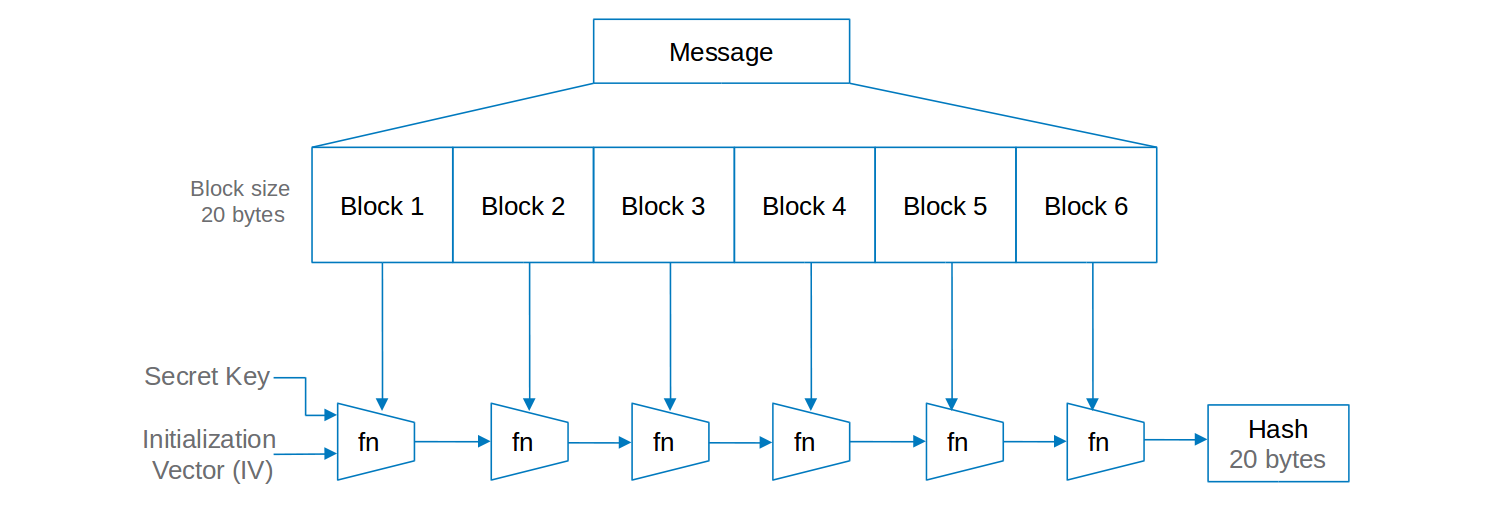 Message
Block size
20 bytes
Block 1
Block 2
Block 3
Block 4
Block 5
Block 6
Secret Key
Initialization
Vector (IV)
fn
fn
fn
fn
fn
fn
Hash
20 bytes